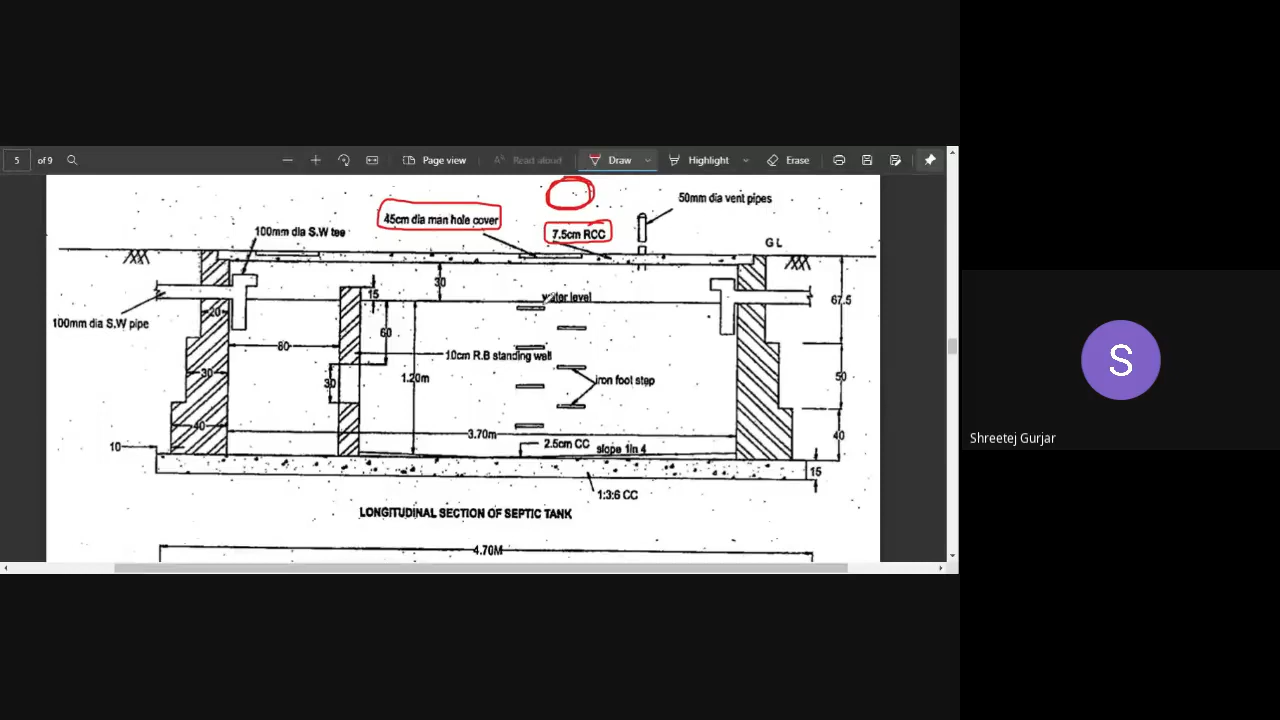 5 of 9 Page view Read aloud Draw Highlight Erase
50mm dia vent pipes
45cm dia man hole cover
100mm dia S.W tee
7.5cm RCC
G L
30
15
water level
67.5
100mm dia S.W pipe
20
60
80
10cm R.B standing wall
30
30
1.20m
iron foot step
50
40
3.70m
40
10
2.5cm CC
slope 1in 4
15
1:3:6 CC
LONGITUDINAL SECTION OF SEPTIC TANK
4.70M
S
Shreetej Gurjar